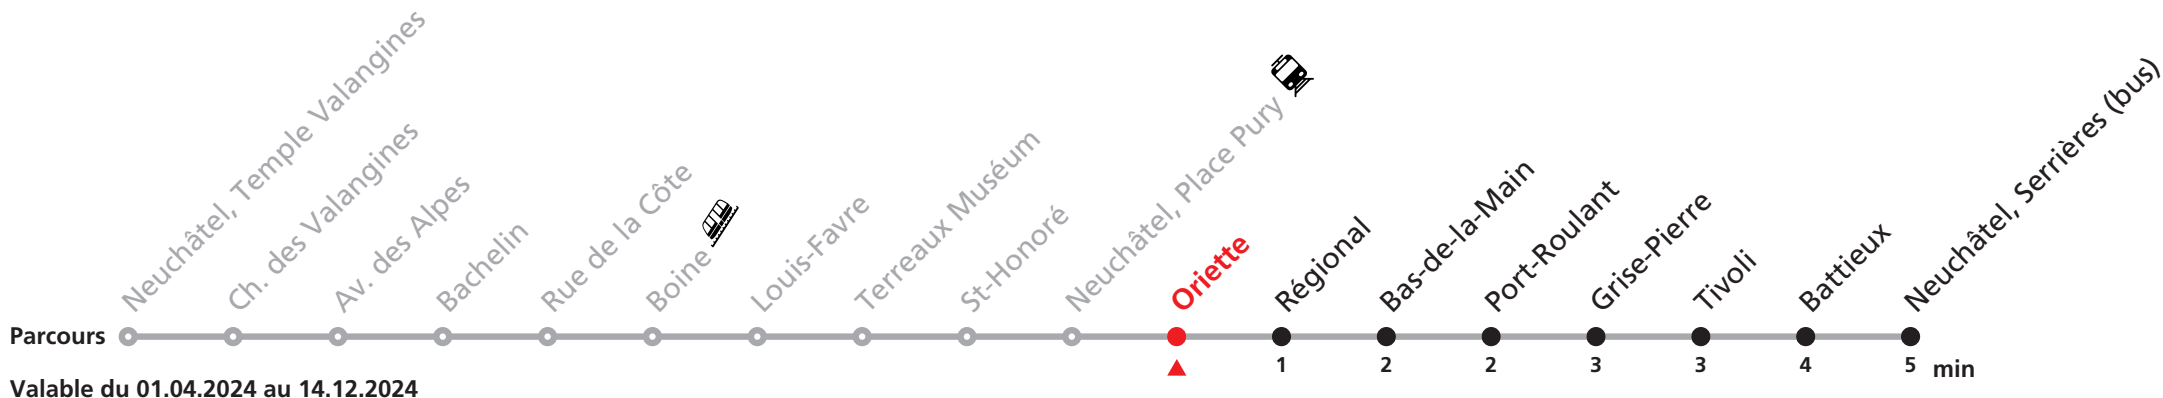 Neuchâtel, Temple Valangines
Ch. des Valangines
Av. des Alpes
Bachelin
Rue de la Côte
Boine
Louis-Favre
Terreaux Muséum
St-Honoré
Neuchâtel, Place Pury
Oriette
Régional
Bas-de-la-Main
Port-Roulant
Grise-Pierre
Tivoli
Battieux
Neuchâtel, Serrières (bus)
Parcours
1 2 2 3 3 4 5 min
Valable du 01.04.2024 au 14.12.2024